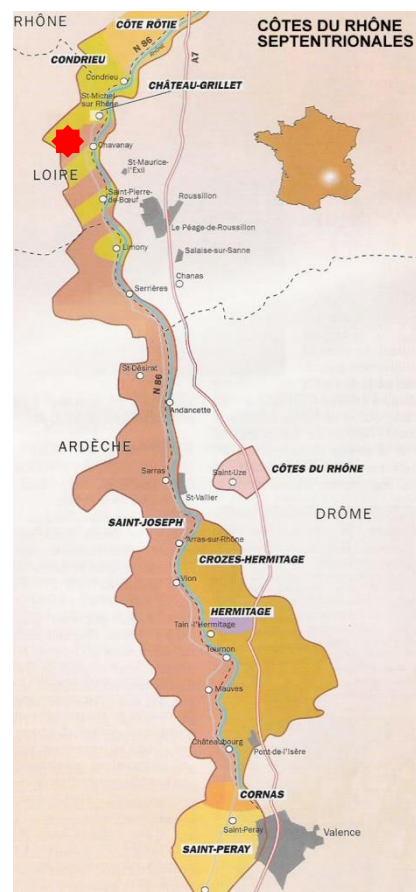 RHÔNE
CÔTE RÔTIE
CÔTES DU RHÔNE
SEPTENTRIONALES
N 86
A7
CONDRIEU
Condrieu
CHÂTEAU-GRILLET
St-Michel
sur Rhône
Chavanay
St-Maurice-
l'Exil
LOIRE
Saint-Pierre-
de-Bœuf
Roussillon
Le Péage-de-Roussillon
Limony
Salaise-sur-Sanne
Chanas
Serrières
St-Désirat
N 86
Andancette
ARDÈCHE
Sarras
Saint-Uze
CÔTES DU RHÔNE
St-Vallier
DRÔME
SAINT-JOSEPH
Arras-sur-Rhône
CROZES-HERMITAGE
Vion
HERMITAGE
Tain-l'Hermitage
Tournon
Mauves
Châteaubourg
Pont-de-l'Isère
CORNAS
Saint-Peray
Valence
SAINT-PERAY